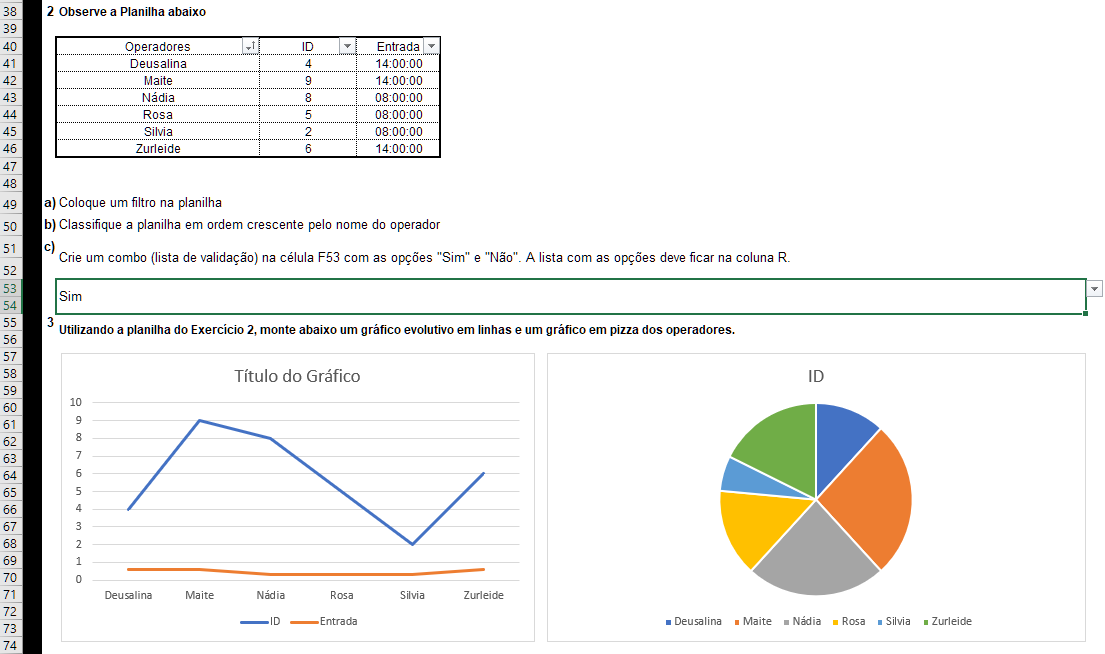 38
2 Observe a Planilha abaixo
39
40 Operadores ID Entrada
41 Deusalina 4 14:00:00
42 Maite 9 14:00:00
43 Nádia 8 08:00:00
44 Rosa 5 08:00:00
45 Silvia 2 08:00:00
46 Zurleide 6 14:00:00
47
48
49 a) Coloque um filtro na planilha
50 b) Classifique a planilha em ordem crescente pelo nome do operador
51 c)
52 Crie um combo (lista de validação) na célula F53 com as opções "Sim" e "Não". A lista com as opções deve ficar na coluna R.
53
54 Sim
55 3
56 Utilizando a planilha do Exercício 2, monte abaixo um gráfico evolutivo em linhas e um gráfico em pizza dos operadores.
57
58
59
60
61
62
63
64
65
66
67
68
69
70
71
72
73
74
Título do Gráfico
10
9
8
7
6
5
4
3
2
1
0
Deusalina Maite Nádia Rosa Silvia Zurleide
ID Entrada
ID
Deusalina Maite Nádia Rosa Silvia Zurleide